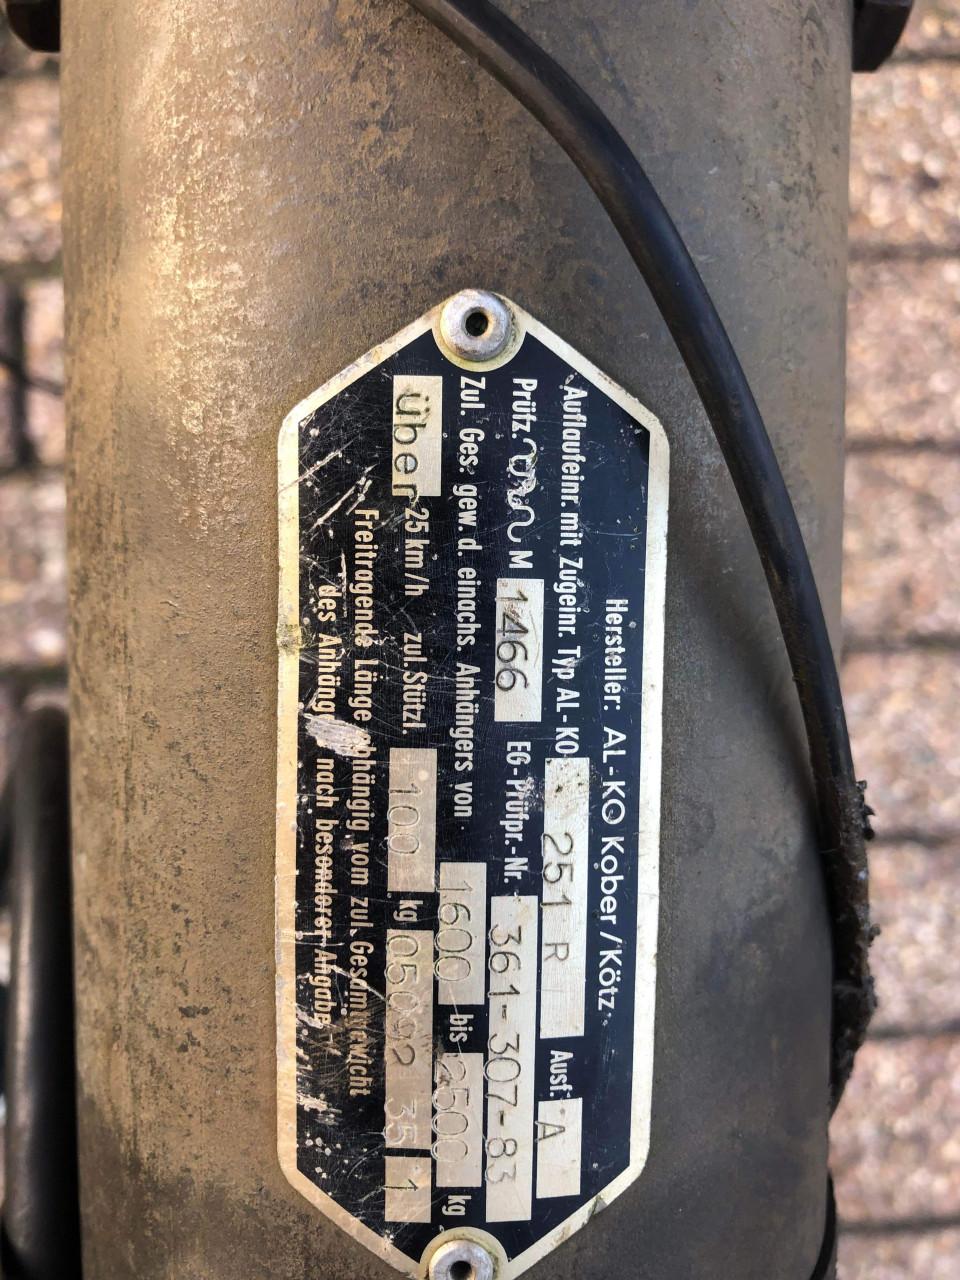 Hersteller: AL-KO Kober/Kötz
Auflaufeinr. mit Zugeinr. Typ AL-KO 251 R Ausf. A
Prüfz. M 1466 EG-Prüfpr.-Nr. 361-307-83
Zul. Ges. gew. d. einachs. Anhängers von 1600 bis 2500 kg
über 25 km/h zul. Stützl. 100 kg 05092 35 1
Freitragende Länge abhängig vom zul. Gesamtgewicht
des Anhäng. nach besonderer Angabe